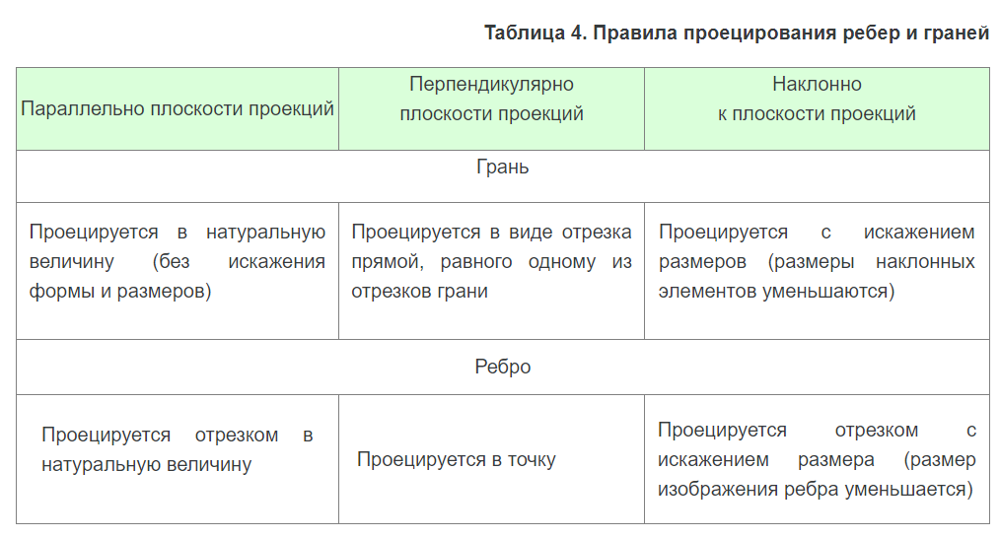 Таблица 4. Правила проецирования ребер и граней
Параллельно плоскости проекций
Перпендикулярно
плоскости проекций
Наклонно
к плоскости проекций
Грань
Проецируется в натуральную
величину (без искажения
формы и размеров)
Проецируется в виде отрезка
прямой, равного одному из
отрезков грани
Проецируется с искажением
размеров (размеры наклонных
элементов уменьшаются)
Ребро
Проецируется отрезком в
натуральную величину
Проецируется в точку
Проецируется отрезком с
искажением размера (размер
изображения ребра уменьшается)